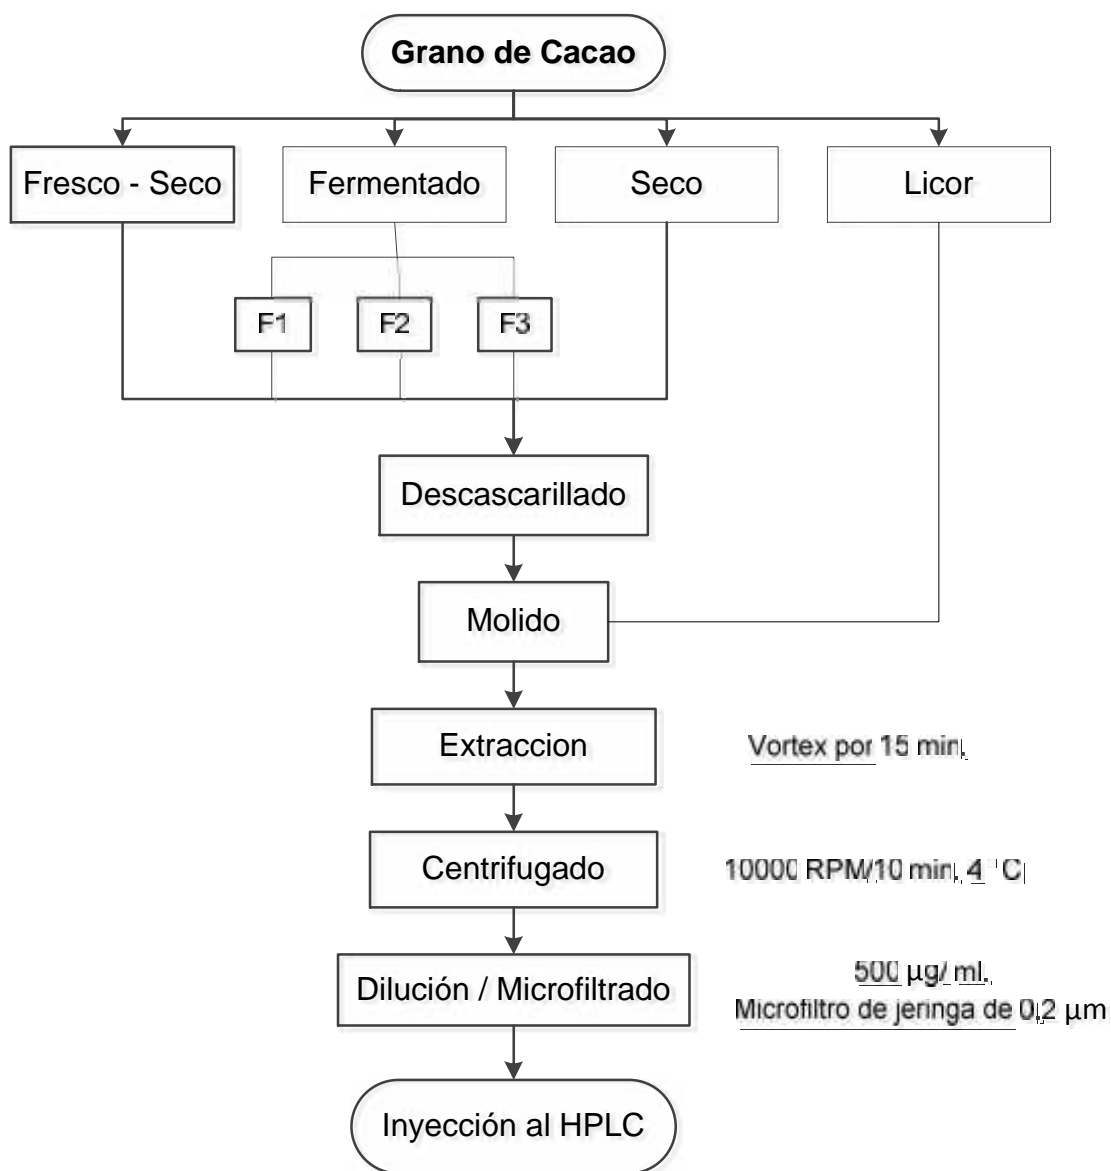 Grano de Cacao
Fresco - Seco
Fermentado
Seco
Licor
F1
F2
F3
Descascarillado
Molido
Extraccion
Vortex por 15 min.
Centrifugado
10000 RPM/10 min. 4 °C
500 µg/ ml.
Dilución / Microfiltrado
Microfiltro de jeringa de 0.2 µm
Inyección al HPLC